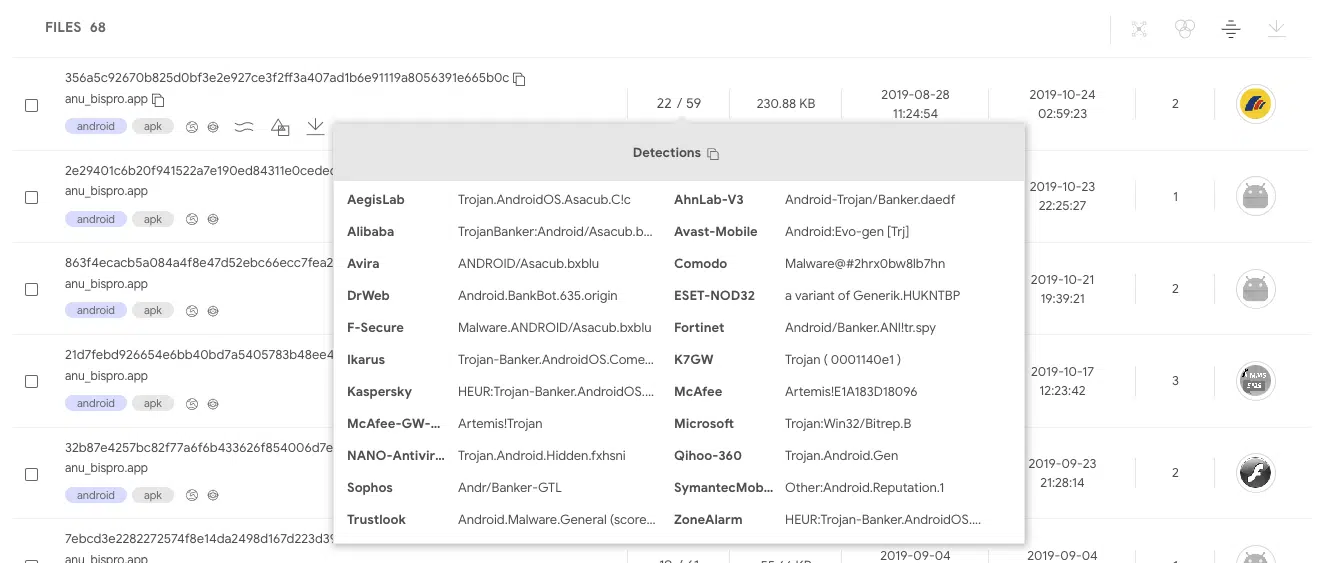 FILES 68
356a5c92670b825d0bf3e2e927ce3f2ff3a407ad1b6e91119a8056391e665b0c
anu_bispro.app
android apk
22 / 59
230.88 KB
2019-08-28
11:24:54
2019-10-24
02:59:23
2
Detections
AegisLab Trojan.AndroidOS.Asacub.C!c AhnLab-V3 Android-Trojan/Banker.daedf
Alibaba TrojanBanker:Android/Asacub.b... Avast-Mobile Android:Evo-gen [Trj]
Avira ANDROID/Asacub.bxblu Comodo Malware@#2hrx0bw8lb7hn
DrWeb Android.BankBot.635.origin ESET-NOD32 a variant of Generik.HUKNTBP
F-Secure Malware.ANDROID/Asacub.bxblu Fortinet Android/Banker.ANI!tr.spy
Ikarus Trojan-Banker.AndroidOS.Come... K7GW Trojan ( 0001140e1 )
Kaspersky HEUR:Trojan-Banker.AndroidOS.... McAfee Artemis!E1A183D18096
McAfee-GW-... Artemis!Trojan Microsoft Trojan:Win32/Bitrep.B
NANO-Antivir... Trojan.Android.Hidden.fxhsni Qihoo-360 Trojan.Android.Gen
Sophos Andr/Banker-GTL SymantecMob... Other:Android.Reputation.1
Trustlook Android.Malware.General (score... ZoneAlarm HEUR:Trojan-Banker.AndroidOS....
2e29401c6b20f941522a7e190ed84311e0cede
anu_bispro.app
android apk
2019-10-23
22:25:27
1
863f4ecacb5a084a4f8e47d52ebc66ecc7fea2
anu_bispro.app
android apk
2019-10-21
19:39:21
2
21d7febd926654e6bb40bd7a5405783b48ee4
anu_bispro.app
android apk
2019-10-17
12:23:42
3
32b87e4257bc82f77a6f6b433626f854006d7e
anu_bispro.app
android apk
2019-09-23
21:28:14
2
7ebcd3e2282272574f8e14da2498d167d223d39
anu_bispro.app
2019-09-04
2019-09-04